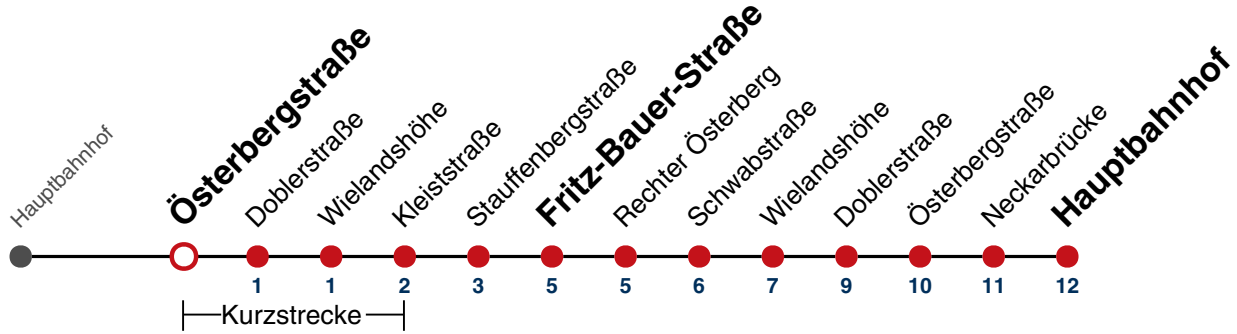 Hauptbahnhof
Österbergstraße
Doblerstraße
Wielandshöhe
Kleiststraße
Stauffenbergstraße
Fritz-Bauer-Straße
Rechter Österberg
Schwabstraße
Wielandshöhe
Doblerstraße
Österbergstraße
Neckarbrücke
Hauptbahnhof
1 1 2 3 5 5 6 7 9 10 11 12
Kurzstrecke